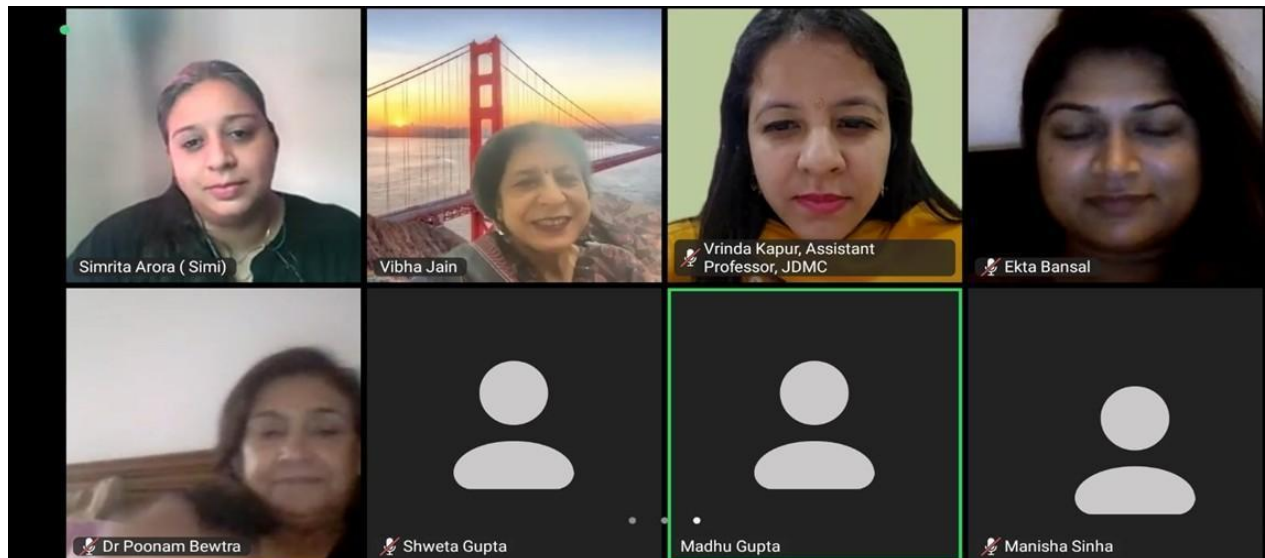 Simrita Arora ( Simi)
Vibha Jain
Vrinda Kapur, Assistant
Professor, JDMC
Ekta Bansal
Dr Poonam Bewtra
Shweta Gupta
Madhu Gupta
Manisha Sinha